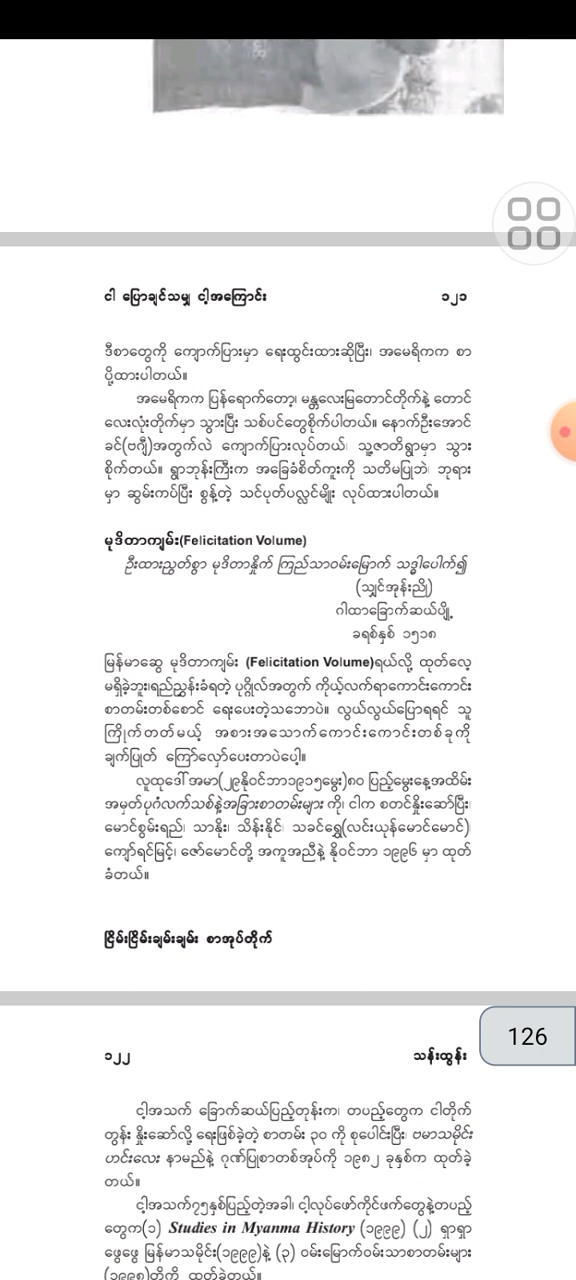 ငါ ပြောချင်သမျှ ငါ့အကြောင်း ၁၂၁
ဒီစာတွေကို ကျောက်ပြားမှာ ရေးထွင်းထားဆိုပြီး၊ အမေရိကက စာ
ပို့ထားပါတယ်။
အမေရိကက ပြန်ရောက်တော့၊ မန္တလေးမြတောင်တိုက်နဲ့ တောင်
လေးလုံးတိုက်မှာ သွားပြီး သစ်ပင်တွေစိုက်ပါတယ်။ နောက်ဦးအောင်
ခင်(ဗဂျီ)အတွက်လဲ ကျောက်ပြားလုပ်တယ်၊ သူ့ဇာတိရွာမှာ သွား
စိုက်တယ်။ ရွာဘုန်းကြီးက အခြေခံစိတ်ကူးကို သတိမပြုဘဲ၊ ဘုရား
မှာ ဆွမ်းကပ်ပြီး စွန့်တဲ့ သင်ပုတ်ပလ္လင်မျိုး လုပ်ထားပါတယ်။
မုဒိတာကျမ်း(Felicitation Volume)
ဦးထားညွှတ်စွာ မုဒိတာနှိုက် ကြည်သာဝမ်းမြောက် သဒ္ဓါပေါက်၍
(သျှင်အုန်းညို)
ဂါထာခြောက်ဆယ်ပျို့
ခရစ်နှစ် ၁၅၁၈
မြန်မာဆွေ မုဒိတာကျမ်း (Felicitation Volume)ရယ်လို့ ထုတ်လေ့
မရှိခဲ့ဘူး၊ရည်ညွှန်းခံရတဲ့ ပုဂ္ဂိုလ်အတွက် ကိုယ့်လက်ရာကောင်းကောင်း
စာတမ်းတစ်စောင် ရေးပေးတဲ့သဘောပဲ။ လွယ်လွယ်ပြောရရင် သူ
ကြိုက်တတ်မယ့် အစားအသောက်ကောင်းကောင်းတစ်ခုကို
ချက်ပြုတ် ကြော်လှော်ပေးတာပဲပေါ့။
လူထုဒေါ်အမာ(၂၉နိုဝင်ဘာ၁၉၁၅မွေး)၈၀ ပြည့်မွေးနေ့အထိမ်း
အမှတ်ပုဂံလက်သစ်နဲ့အခြားစာတမ်းများ ကို၊ ငါက စတင်နှိုးဆော်ပြီး၊
မောင်စွမ်းရည်၊ သာနိုး၊ သိန်းနိုင်၊ သခင်ရွှေ(လင်းယုန်မောင်မောင်)၊
ကျော်ရင်မြင့်၊ ဇော်မောင်တို့ အကူအညီနဲ့ နိုဝင်ဘာ ၁၉၉၆ မှာ ထုတ်
ခံတယ်။
ငြိမ်းငြိမ်းချမ်းချမ်း စာအုပ်တိုက်
126
၁၂၂ သန်းထွန်း
ငါ့အသက် ခြောက်ဆယ်ပြည့်တုန်းက၊ တပည့်တွေက ငါတိုက်
တွန်း နှိုးဆော်လို့ ရေးဖြစ်ခဲ့တဲ့ စာတမ်း ၃၀ ကို စုပေါင်းပြီး၊ ဗမာသမိုင်း
ဟင်းလေး နာမည်နဲ့ ဂုဏ်ပြုစာတစ်အုပ်ကို ၁၉၈၂ ခုနှစ်က ထုတ်ခဲ့
တယ်။
ငါ့အသက်၇၅နှစ်ပြည့်တဲ့အခါ၊ ငါ့လုပ်ဖော်ကိုင်ဖက်တွေနဲ့တပည့်
တွေက(၁) Studies in Myanma History (၁၉၉၉) (၂) ရှာရှာ
ဖွေဖွေ မြန်မာသမိုင်း(၁၉၉၉)နဲ့ (၃) ဝမ်းမြောက်ဝမ်းသာစာတမ်းများ
(၁၉၉၈)တို့ကို ထုတ်ခဲ့တယ်။